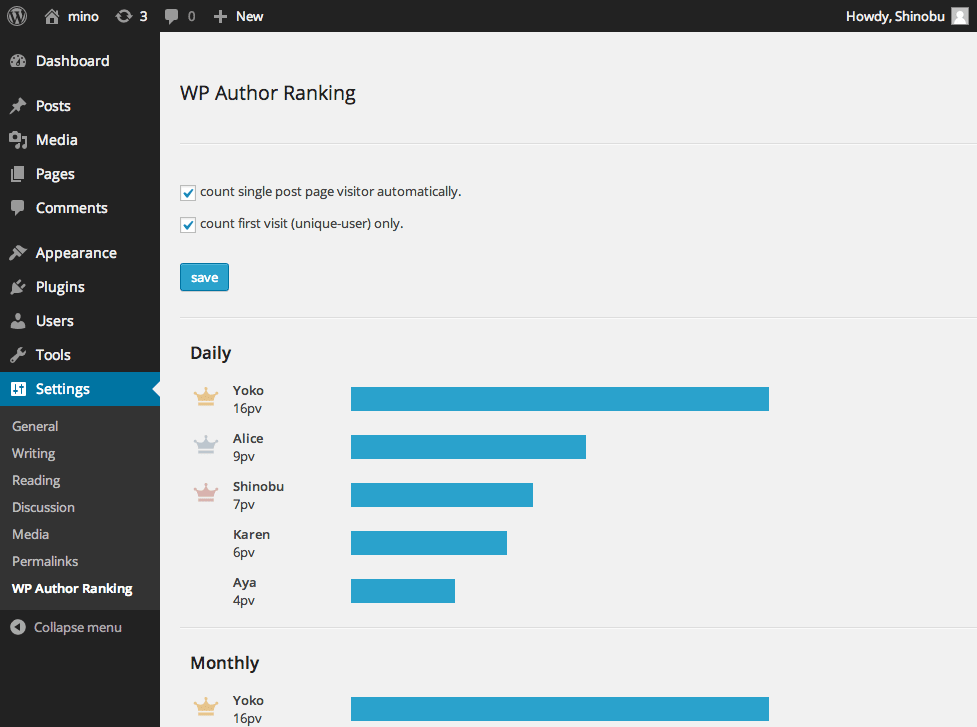 mino 3 0 New Howdy, Shinobu
Dashboard
Posts
Media
Pages
Comments
Appearance
Plugins
Users
Tools
Settings
General
Writing
Reading
Discussion
Media
Permalinks
WP Author Ranking
Collapse menu
WP Author Ranking
count single post page visitor automatically.
count first visit (unique-user) only.
save
Daily
Yoko
16pv
Alice
9pv
Shinobu
7pv
Karen
6pv
Aya
4pv
Monthly
Yoko
16pv